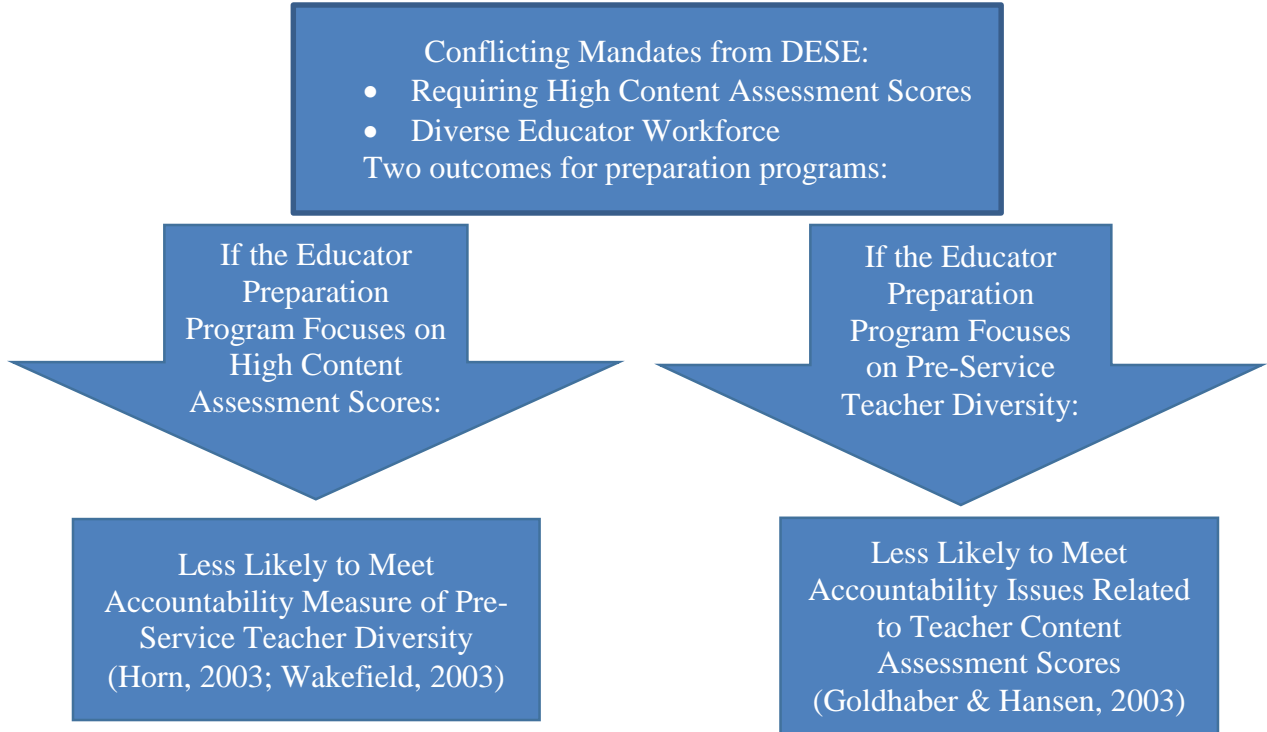 Conflicting Mandates from DESE:
• Requiring High Content Assessment Scores
• Diverse Educator Workforce
Two outcomes for preparation programs:
If the Educator
Preparation
Program Focuses on
High Content
Assessment Scores:
If the Educator
Preparation
Program Focuses
on Pre-Service
Teacher Diversity:
Less Likely to Meet
Accountability Measure of Pre-
Service Teacher Diversity
(Horn, 2003; Wakefield, 2003)
Less Likely to Meet
Accountability Issues Related
to Teacher Content
Assessment Scores
(Goldhaber & Hansen, 2003)